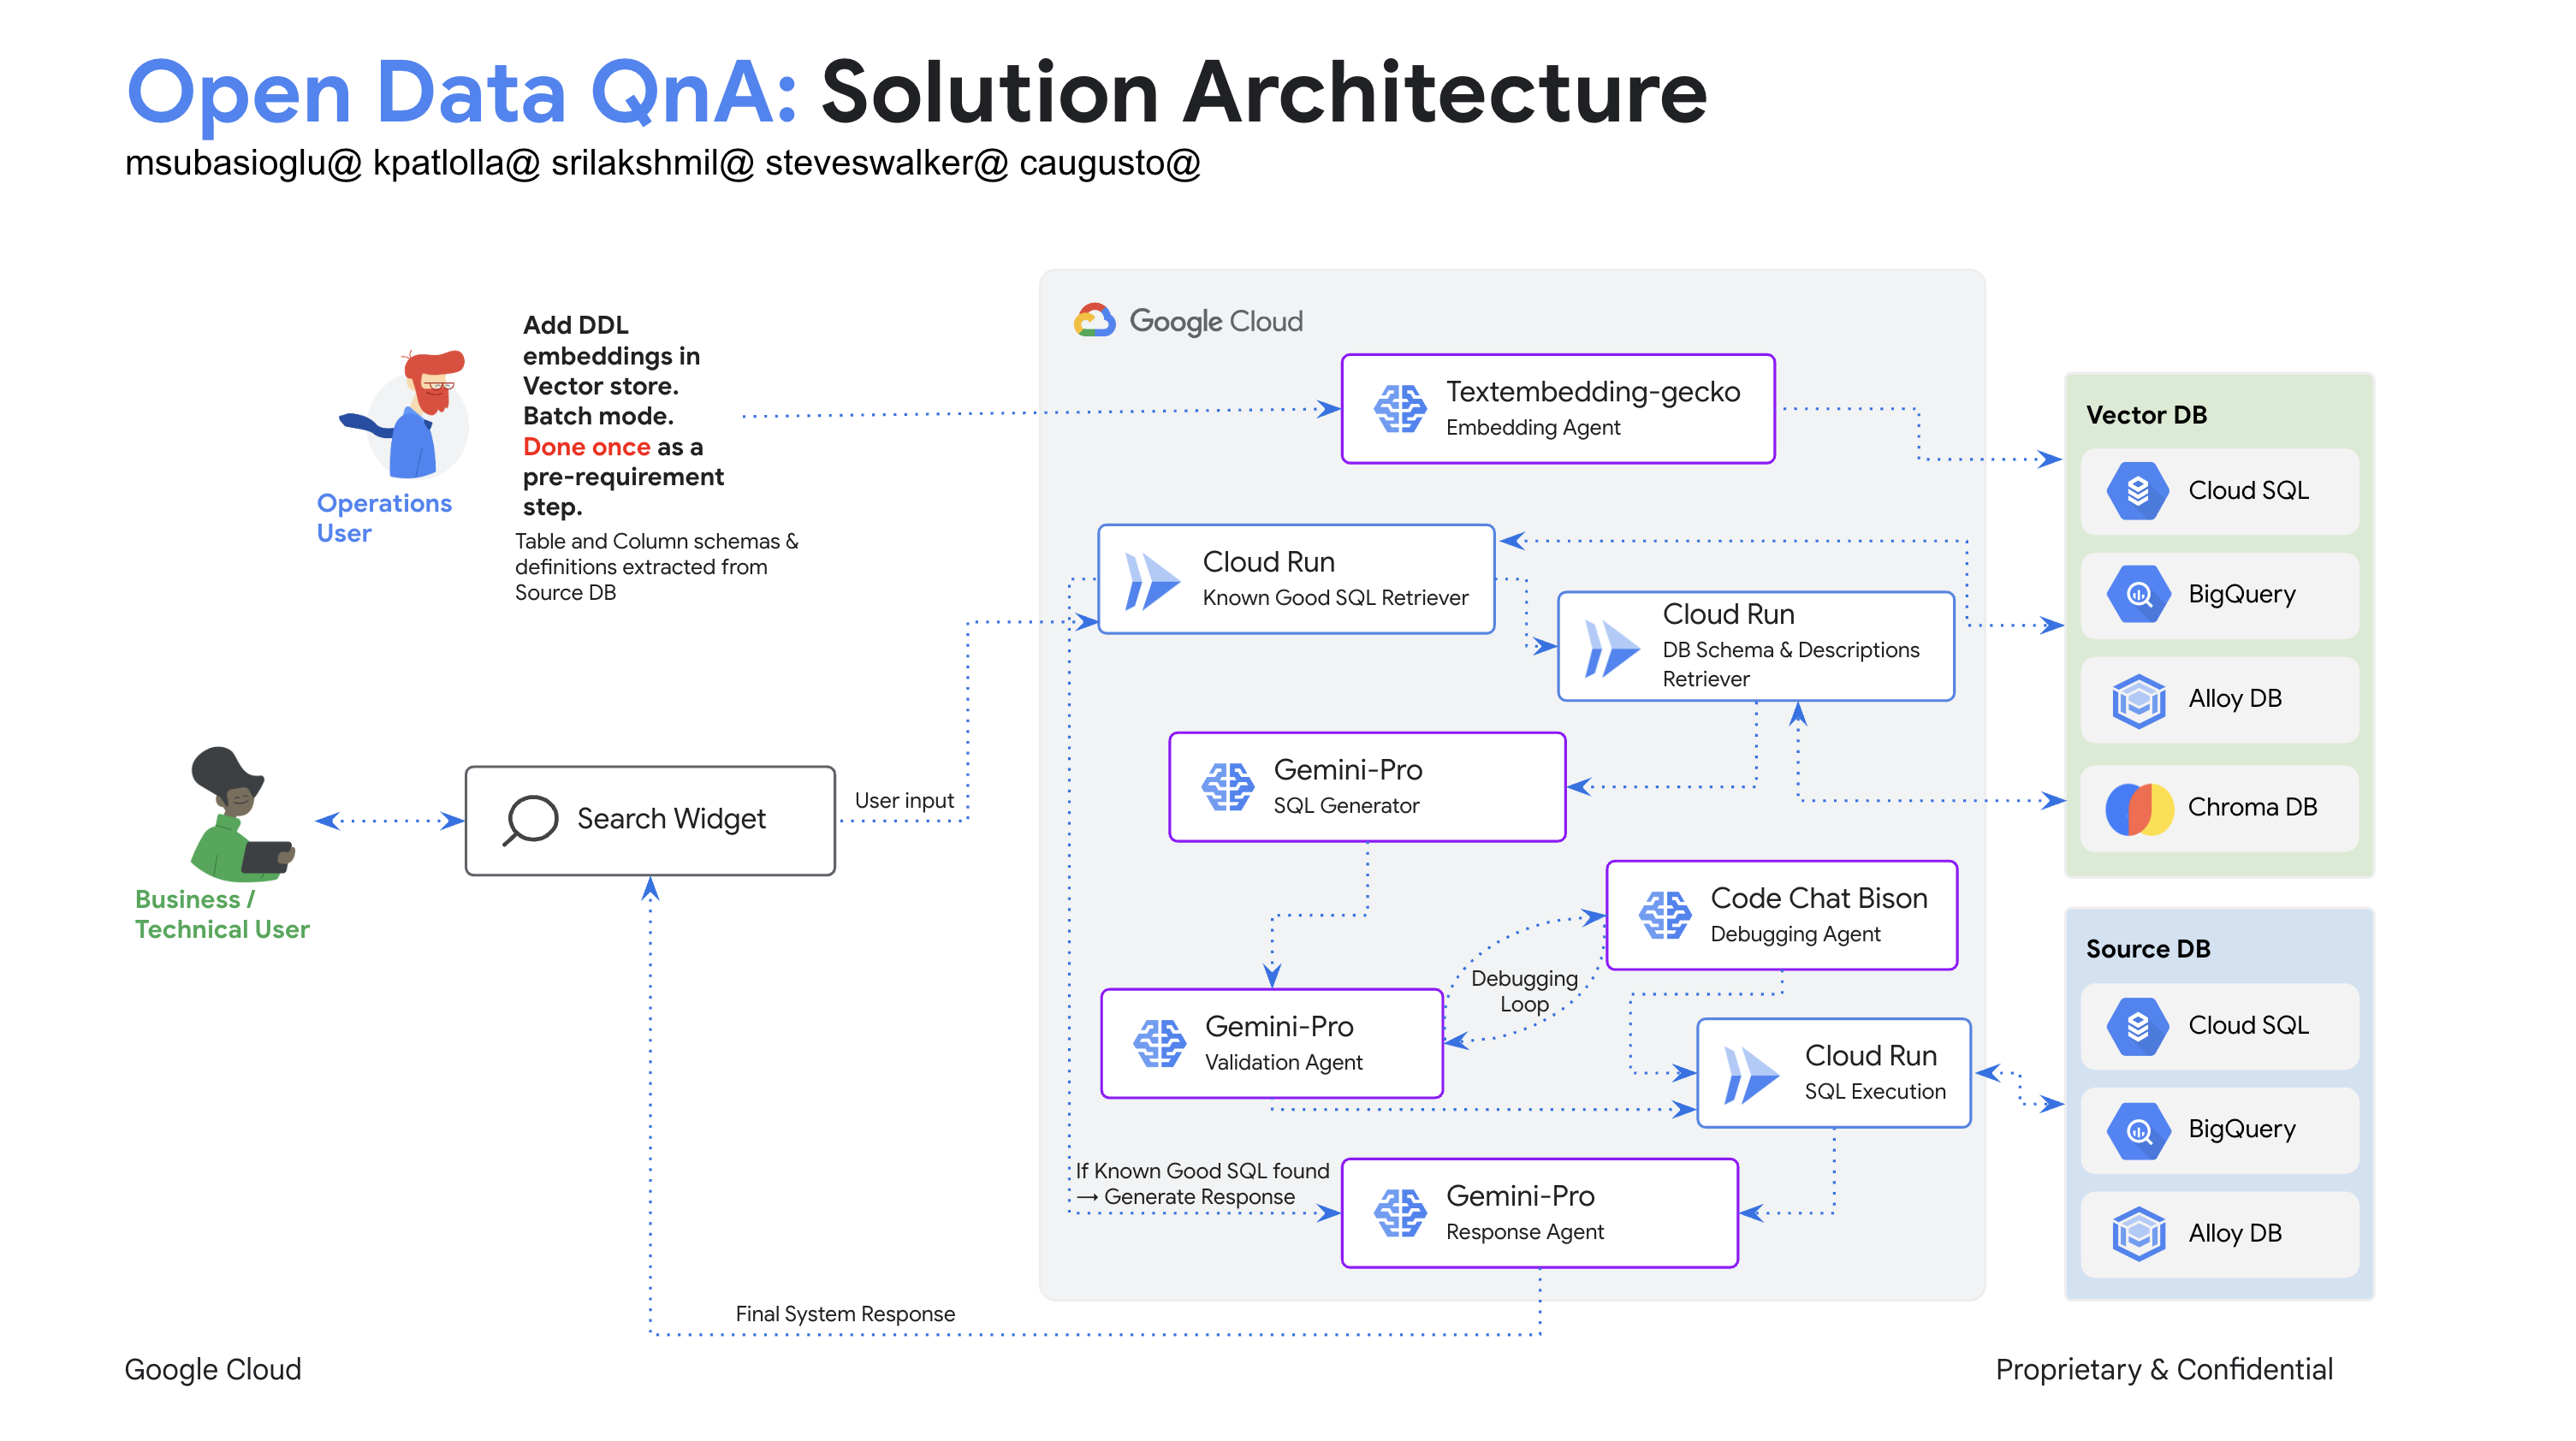 Open Data QnA: Solution Architecture
msubasioglu@ kpatlolla@ srilakshmil@ steveswalker@ caugusto@
Add DDL
embeddings in
Vector store.
Batch mode.
Done once as a
pre-requirement
step.
Operations
User
Table and Column schemas &
definitions extracted from
Source DB
Google Cloud
Textembedding-gecko
Embedding Agent
Cloud Run
Known Good SQL Retriever
Cloud Run
DB Schema & Descriptions
Retriever
Business /
Technical User
Search Widget
User input
Gemini-Pro
SQL Generator
Code Chat Bison
Debugging Agent
Debugging
Loop
Gemini-Pro
Validation Agent
Cloud Run
SQL Execution
If Known Good SQL found
→ Generate Response
Gemini-Pro
Response Agent
Final System Response
Vector DB
Cloud SQL
BigQuery
Alloy DB
Chroma DB
Source DB
Cloud SQL
BigQuery
Alloy DB
Google Cloud
Proprietary & Confidential